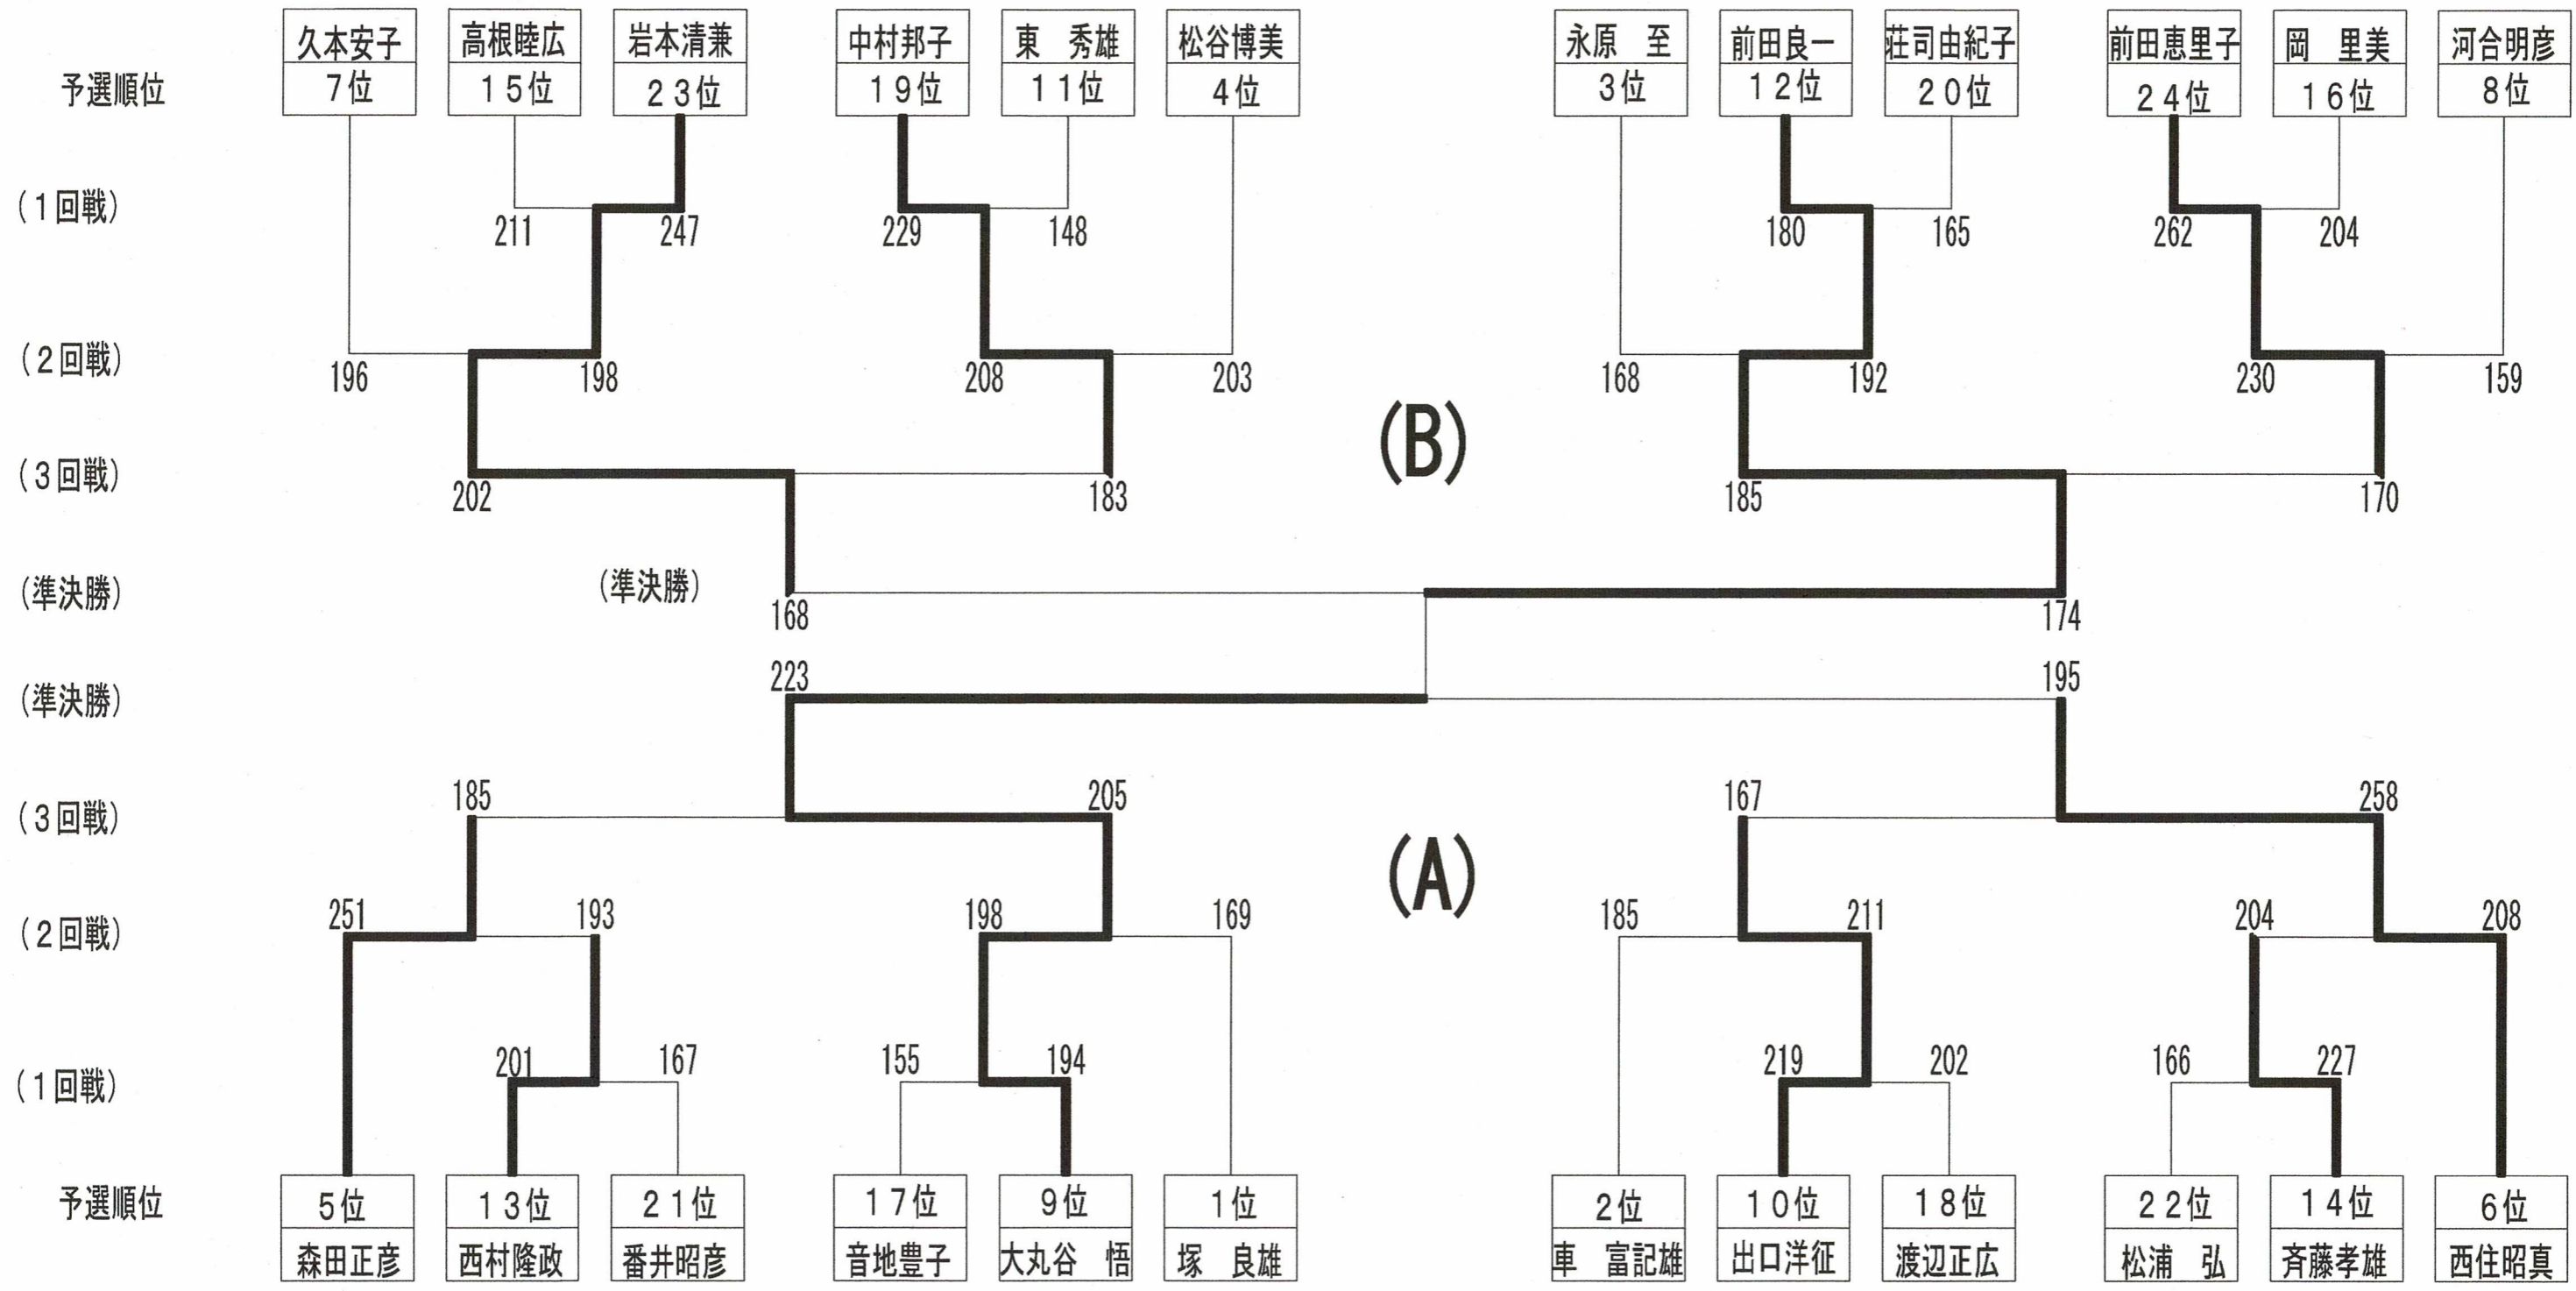 久本安子 高根睦広 岩本清兼 中村邦子 東　秀雄 松谷博美 永原　至 前田良一 荘司由紀子 前田恵里子 岡　里美 河合明彦
予選順位 7位 15位 23位 19位 11位 4位 3位 12位 20位 24位 16位 8位
(1回戦)
211 247 229 148 180 165 262 204
(2回戦)
196 198 208 203 168 192 230 159
(B)
(3回戦)
202 183 185 170
(準決勝) (準決勝)
168 174
223 195
(準決勝)
185 205 167 258
(3回戦)
(A)
251 193 198 169 185 211 204 208
(2回戦)
201 167 155 194 219 202 166 227
(1回戦)
予選順位 5位 13位 21位 17位 9位 1位 2位 10位 18位 22位 14位 6位
森田正彦 西村隆政 番井昭彦 音地豊子 大丸谷　悟 塚　良雄 車　富記雄 出口洋征 渡辺正広 松浦　弘 斉藤孝雄 西住昭真